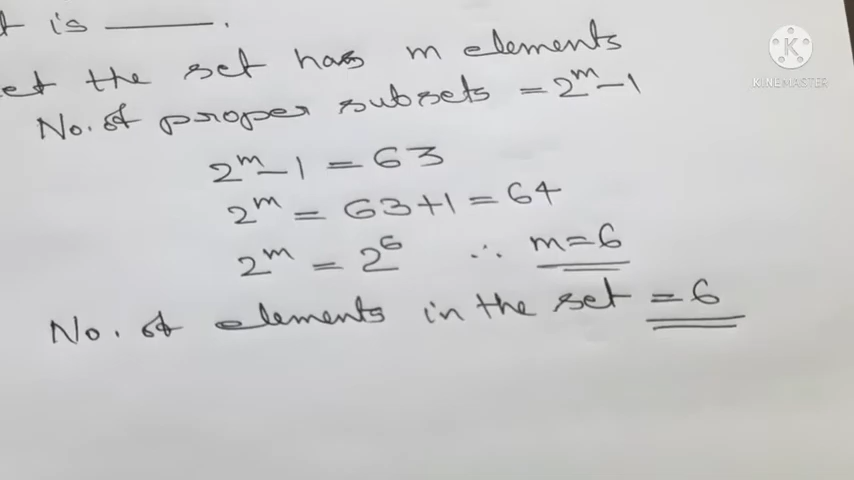 is ______.
the set has m elements
No. of proper subsets = 2^m - 1
2^m - 1 = 63
2^m = 63 + 1 = 64
2^m = 2^6 ∴ m = 6
No. of elements in the set = 6
KINEMASTER